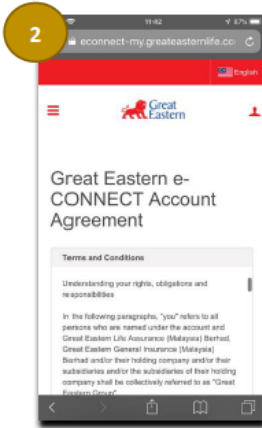 2
11:42
87%
econnect-my.greateasternlife.co
English
Great
Eastern
Great Eastern e-
CONNECT Account
Agreement
Terms and Conditions
Understanding your rights, obligations and
responsibilities
In the following paragraphs, "you" refers to all
persons who are named under the account and
Great Eastern Life Assurance (Malaysia) Berhad,
Great Eastern General Insurance (Malaysia)
Berhad and/or their holding company and/or their
subsidiaries and/or the subsidiaries of their holding
company shall be collectively referred to as "Great
Eastern Group"